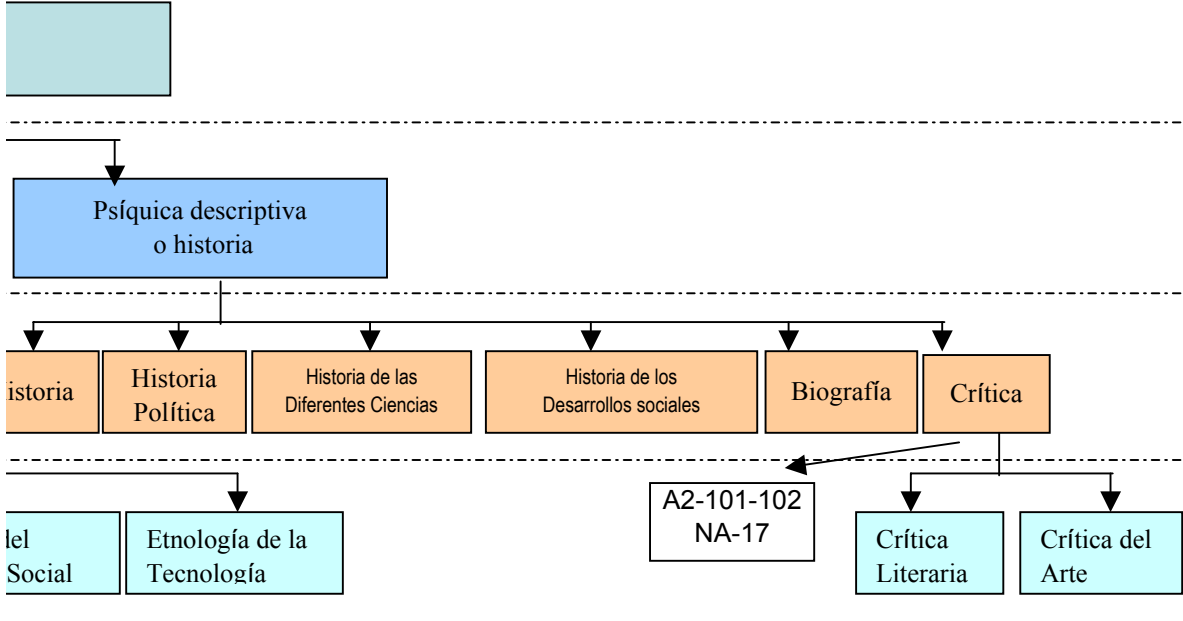 Psíquica descriptiva
o historia
istoria
Historia
Política
Historia de las
Diferentes Ciencias
Historia de los
Desarrollos sociales
Biografía
Crítica
A2-101-102
NA-17
del
Social
Etnología de la
Tecnología
Crítica
Literaria
Crítica del
Arte